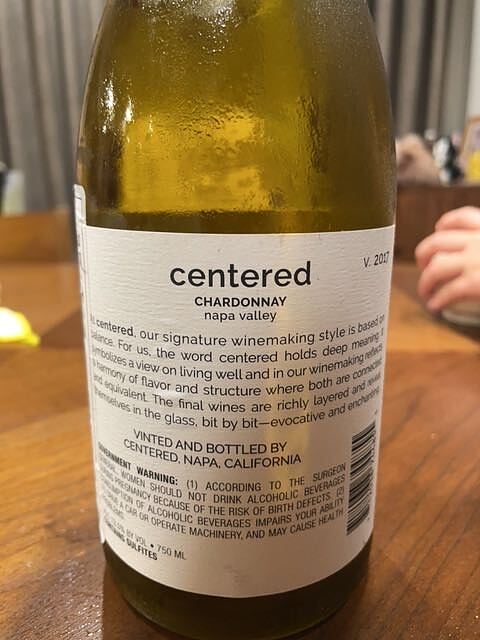 centered
V. 2017
CHARDONNAY
napa valley
centered, our signature winemaking style is based on
balance. For us, the word centered holds deep meaning. It
symbolizes a view on living well and in our winemaking reflects
harmony of flavor and structure where both are connected
and equivalent. The final wines are richly layered and reveal
themselves in the glass, bit by bit—evocative and enchanting.
VINTED AND BOTTLED BY
CENTERED, NAPA, CALIFORNIA
GOVERNMENT WARNING: (1) ACCORDING TO THE SURGEON
GENERAL, WOMEN SHOULD NOT DRINK ALCOHOLIC BEVERAGES
DURING PREGNANCY BECAUSE OF THE RISK OF BIRTH DEFECTS. (2)
CONSUMPTION OF ALCOHOLIC BEVERAGES IMPAIRS YOUR ABILITY
TO DRIVE A CAR OR OPERATE MACHINERY, AND MAY CAUSE HEALTH
BY VOL • 750 ML
CONTAINING SULFITES